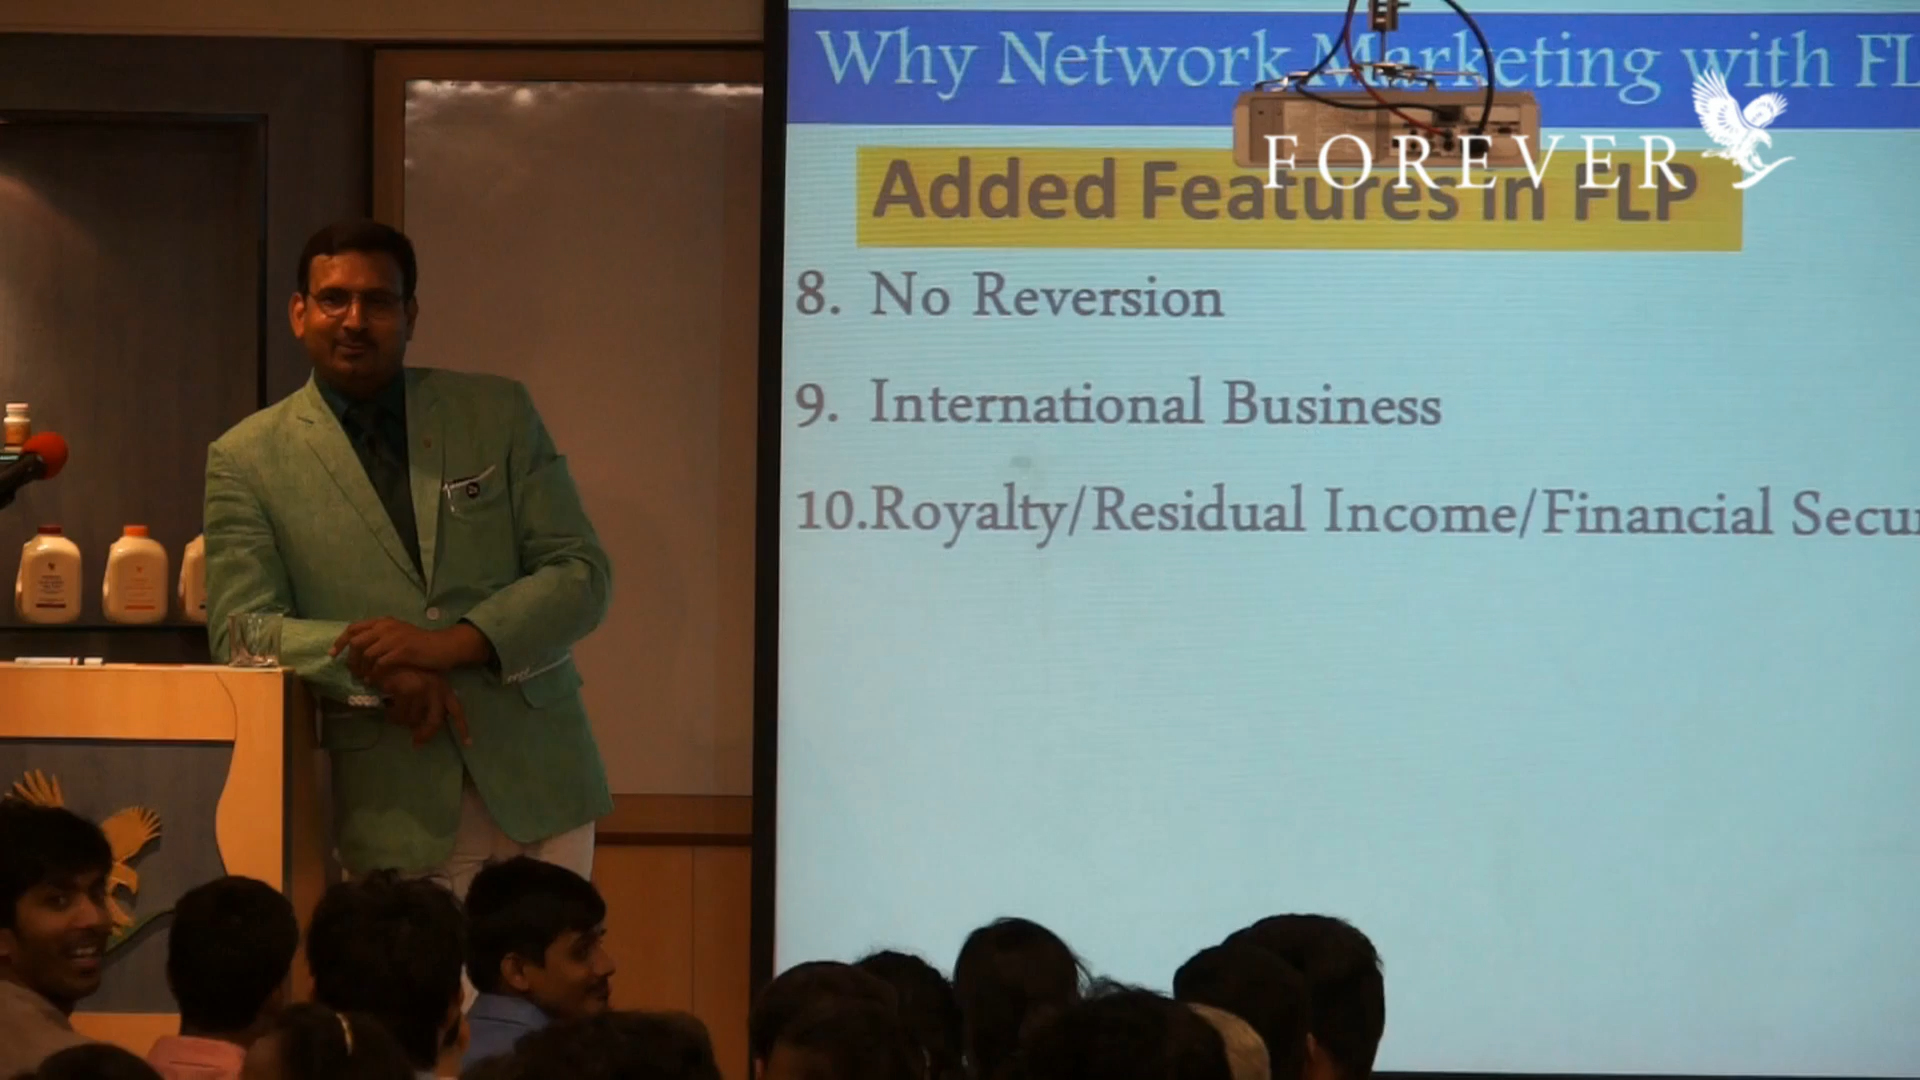 Why Network Marketing with FL
FOREVER
Added Features in FLP
8. No Reversion
9. International Business
10.Royalty/Residual Income/Financial Secu